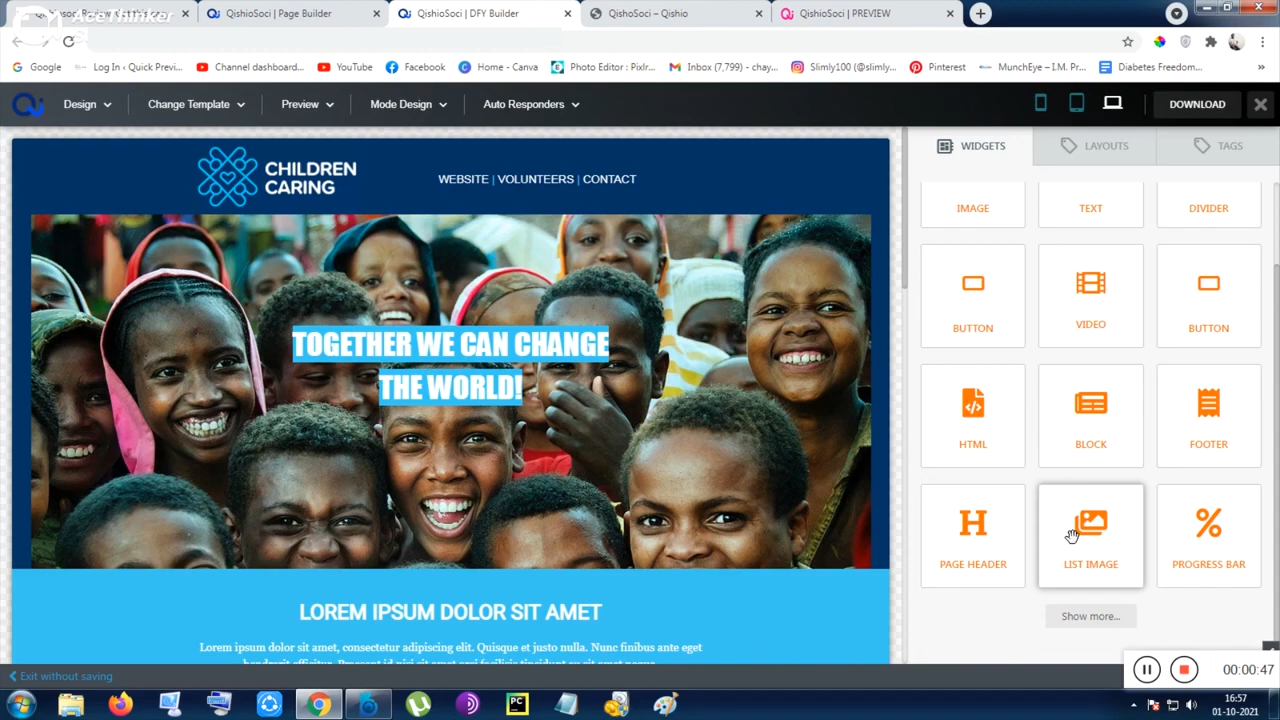 AceThinker
QishioSoci | Page Builder
QishioSoci | DFY Builder
QishoSoci – Qishio
QishioSoci | PREVIEW
Google
Log In ‹ Quick Previ...
Channel dashboard...
YouTube
Facebook
Home - Canva
Photo Editor : Pixlr...
Inbox (7,799) - chay...
Slimly100 (@slimly...
Pinterest
MunchEye – I.M. Pr...
Diabetes Freedom...
»
Design
Change Template
Preview
Mode Design
Auto Responders
DOWNLOAD
CHILDREN
CARING
WEBSITE | VOLUNTEERS | CONTACT
TOGETHER WE CAN CHANGE
THE WORLD!
LOREM IPSUM DOLOR SIT AMET
Lorem ipsum dolor sit amet, consectetur adipiscing elit. Quisque et justo nulla. Nunc finibus ante eget
WIDGETS
LAYOUTS
TAGS
IMAGE
TEXT
DIVIDER
BUTTON
VIDEO
BUTTON
HTML
BLOCK
FOOTER
PAGE HEADER
LIST IMAGE
PROGRESS BAR
Show more...
Exit without saving
00:00:47
16:57
01-10-2021